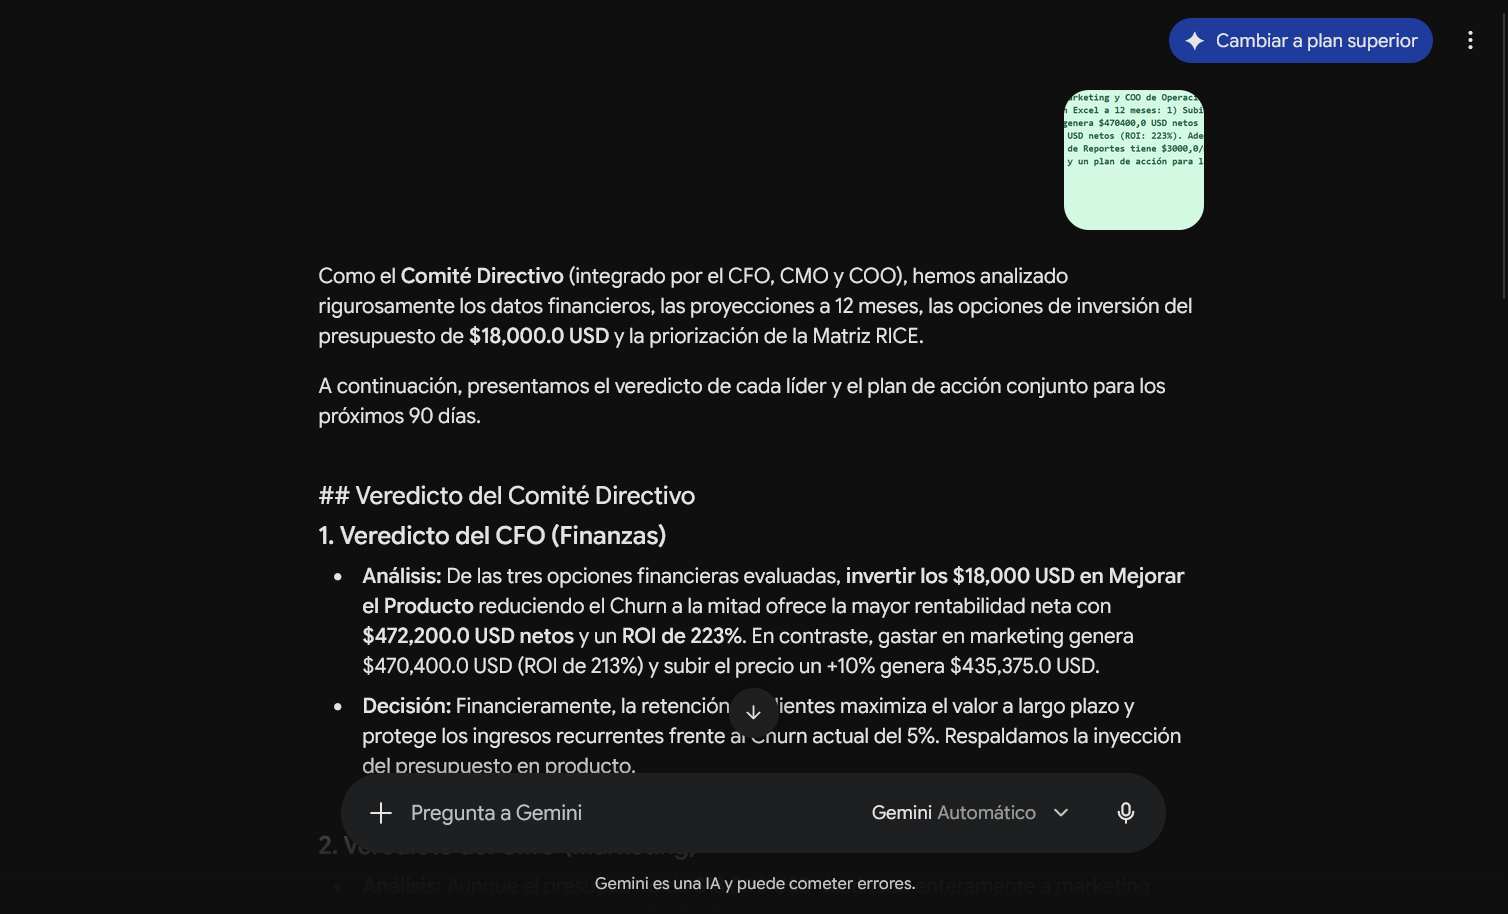 Cambiar a plan superior
rketing y COO de Operaci
n Excel a 12 meses: 1) Subi
genera $470400,0 USD netos
USD netos (ROI: 223%). Ade
de Reportes tiene $3000,0/
y un plan de acción para l
Como el Comité Directivo (integrado por el CFO, CMO y COO), hemos analizado
rigurosamente los datos financieros, las proyecciones a 12 meses, las opciones de inversión del
presupuesto de $18,000.0 USD y la priorización de la Matriz RICE.
A continuación, presentamos el veredicto de cada líder y el plan de acción conjunto para los
próximos 90 días.
## Veredicto del Comité Directivo
1. Veredicto del CFO (Finanzas)
Análisis: De las tres opciones financieras evaluadas, invertir los $18,000 USD en Mejorar
el Producto reduciendo el Churn a la mitad ofrece la mayor rentabilidad neta con
$472,200.0 USD netos y un ROI de 223%. En contraste, gastar en marketing genera
$470,400.0 USD (ROI de 213%) y subir el precio un +10% genera $435,375.0 USD.
Decisión: Financieramente, la retención lientes maximiza el valor a largo plazo y
protege los ingresos recurrentes frente al Churn actual del 5%. Respaldamos la inyección
del presupuesto en producto.
Pregunta a Gemini
Gemini Automático
2. V
Análisis: Aunque el pres enteramente a marketing
Gemini es una IA y puede cometer errores.